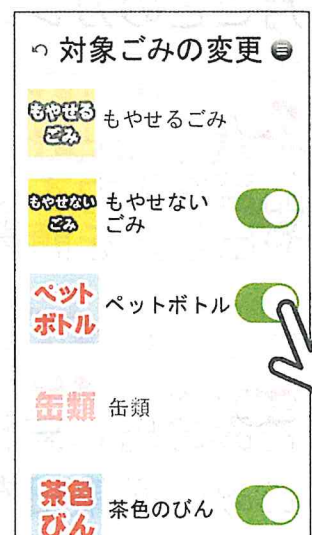 対象ごみの変更
もやせる
ごみ
もやせるごみ
もやせない
ごみ
もやせない
ごみ
ペット
ボトル
ペットボトル
缶類
缶類
茶色
びん
茶色のびん